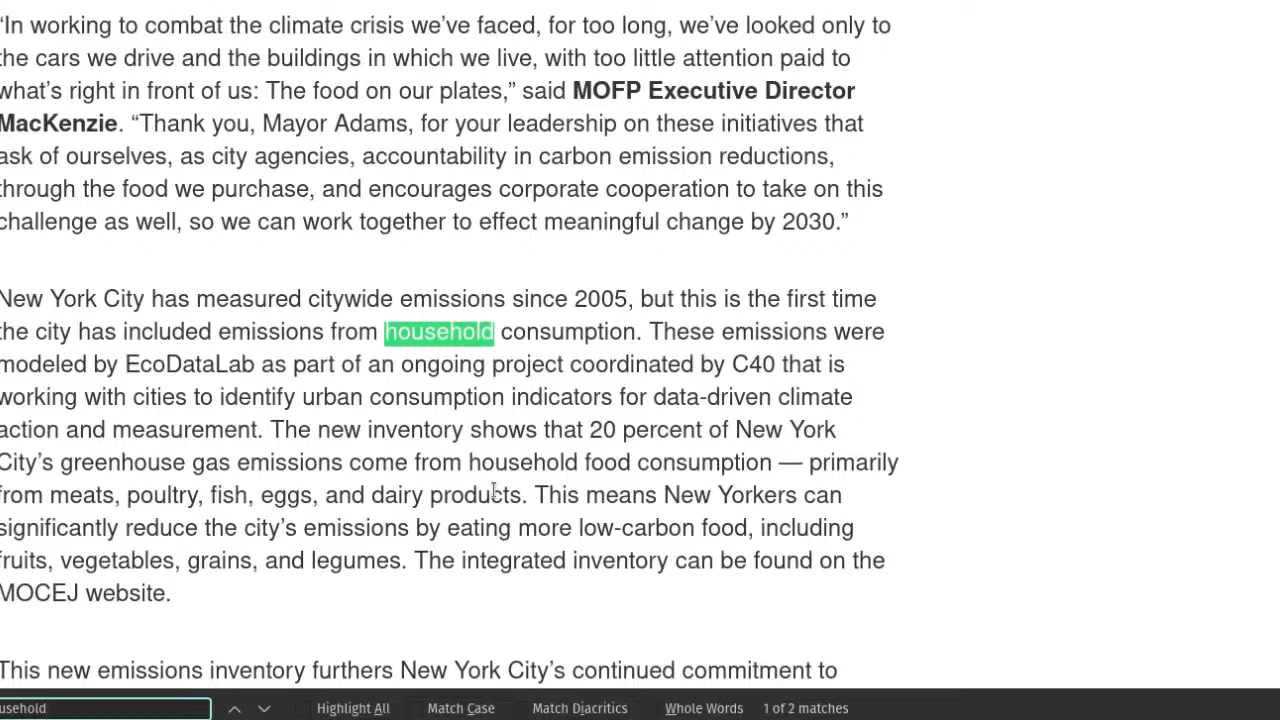 “In working to combat the climate crisis we’ve faced, for too long, we’ve looked only to
the cars we drive and the buildings in which we live, with too little attention paid to
what’s right in front of us: The food on our plates,” said MOFP Executive Director
MacKenzie. “Thank you, Mayor Adams, for your leadership on these initiatives that
ask of ourselves, as city agencies, accountability in carbon emission reductions,
through the food we purchase, and encourages corporate cooperation to take on this
challenge as well, so we can work together to effect meaningful change by 2030.”
New York City has measured citywide emissions since 2005, but this is the first time
the city has included emissions from household consumption. These emissions were
modeled by EcoDataLab as part of an ongoing project coordinated by C40 that is
working with cities to identify urban consumption indicators for data-driven climate
action and measurement. The new inventory shows that 20 percent of New York
City’s greenhouse gas emissions come from household food consumption — primarily
from meats, poultry, fish, eggs, and dairy products. This means New Yorkers can
significantly reduce the city’s emissions by eating more low-carbon food, including
fruits, vegetables, grains, and legumes. The integrated inventory can be found on the
MOCEJ website.
This new emissions inventory furthers New York City’s continued commitment to
usehold Highlight All Match Case Match Diacritics Whole Words 1 of 2 matches